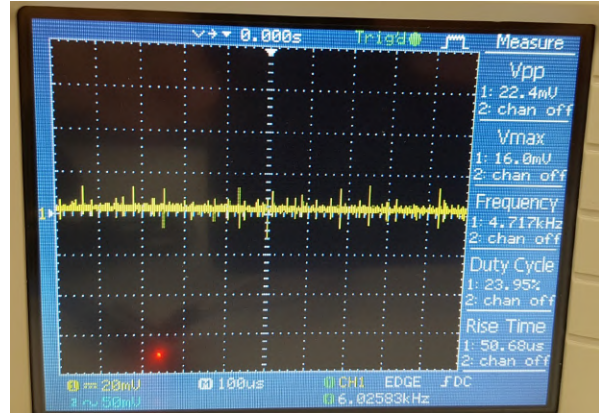 0.000s Trig'd Measure
Vpp
1: 22.4mV
2: chan off
Vmax
1: 16.0mV
2: chan off
Frequency
1: 4.717kHz
2: chan off
Duty Cycle
1: 23.95%
2: chan off
Rise Time
1: 50.68us
2: chan off
1
1 20mV M 100us CH1 EDGE DC
2 50mV 6.02583kHz